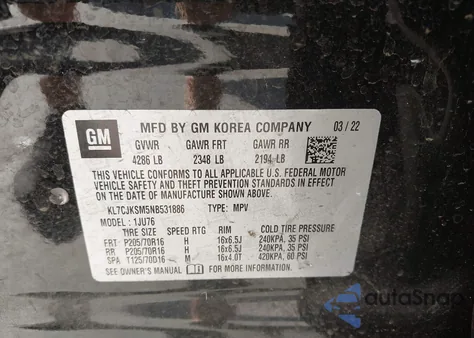 GM
MFD BY GM KOREA COMPANY 03/22
GVWR GAWR FRT GAWR RR
4286 LB 2348 LB 2194 LB
THIS VEHICLE CONFORMS TO ALL APPLICABLE U.S. FEDERAL MOTOR
VEHICLE SAFETY, BUMPER, AND THEFT PREVENTION STANDARDS IN EFFECT
ON THE DATE OF MANUFACTURE SHOWN ABOVE.
KL7CJKSM5NB531886 TYPE: MPV
MODEL: 1JU76
TIRE SIZE SPEED RTG RIM COLD TIRE PRESSURE
FRT P205/70R16 H 16x6.5J 240KPA, 35 PSI
RR P205/70R16 H 16x6.5J 240KPA, 35 PSI
SPA T125/70D16 M 16x4.0T 420KPA, 60 PSI
SEE OWNER'S MANUAL FOR MORE INFORMATION.
autoSnap